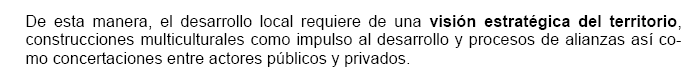 De esta manera, el desarrollo local requiere de una visión estratégica del territorio,
construcciones multiculturales como impulso al desarrollo y procesos de alianzas así co-
mo concertaciones entre actores públicos y privados.